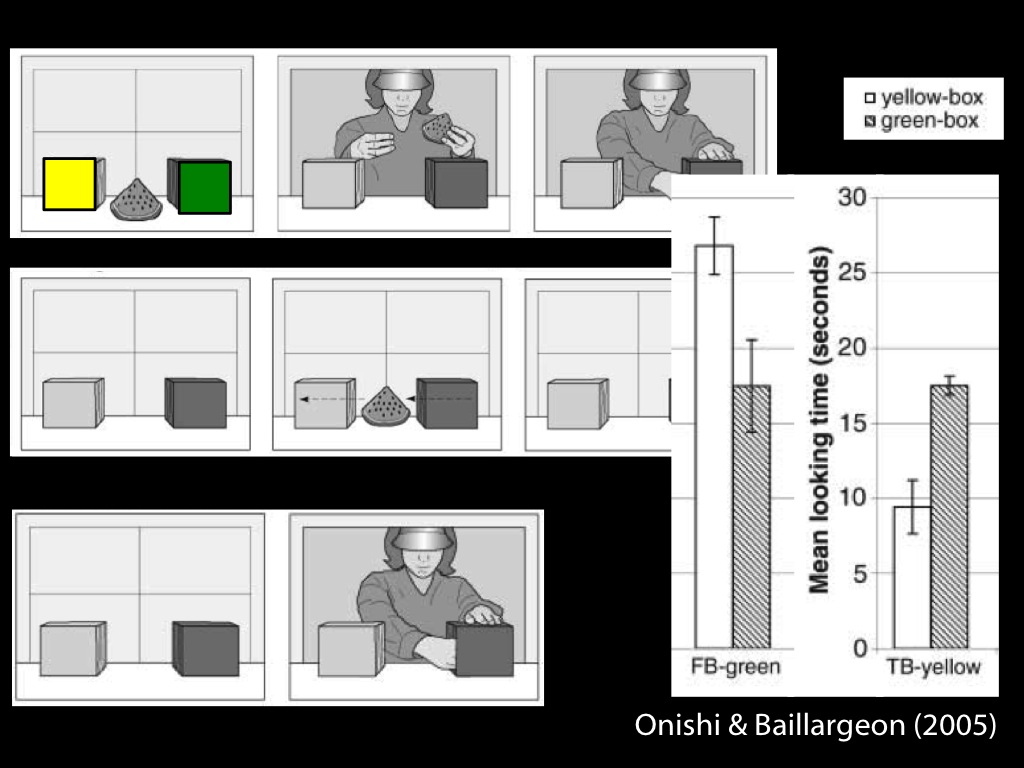 yellow-box
green-box
Mean looking time (seconds)
30
25
20
15
10
5
0
FB-green
TB-yellow
Onishi & Baillargeon (2005)